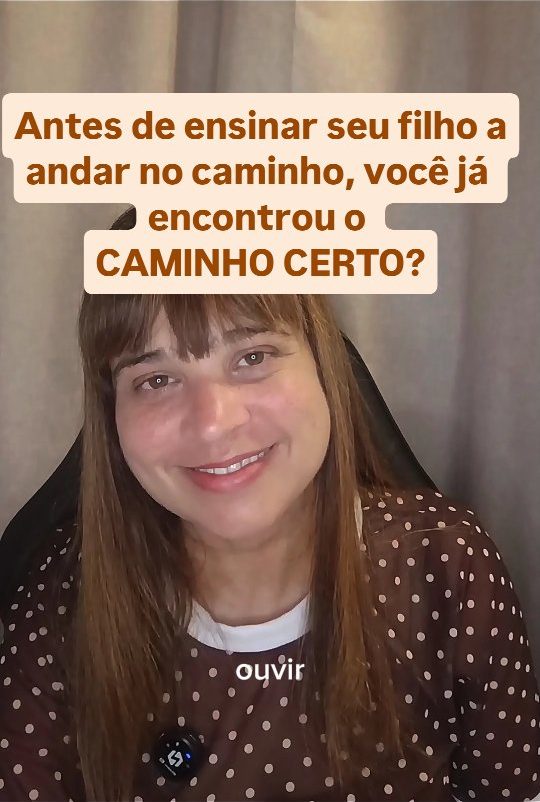 Antes de ensinar seu filho a
andar no caminho, você já
encontrou o
CAMINHO CERTO?
ouvir